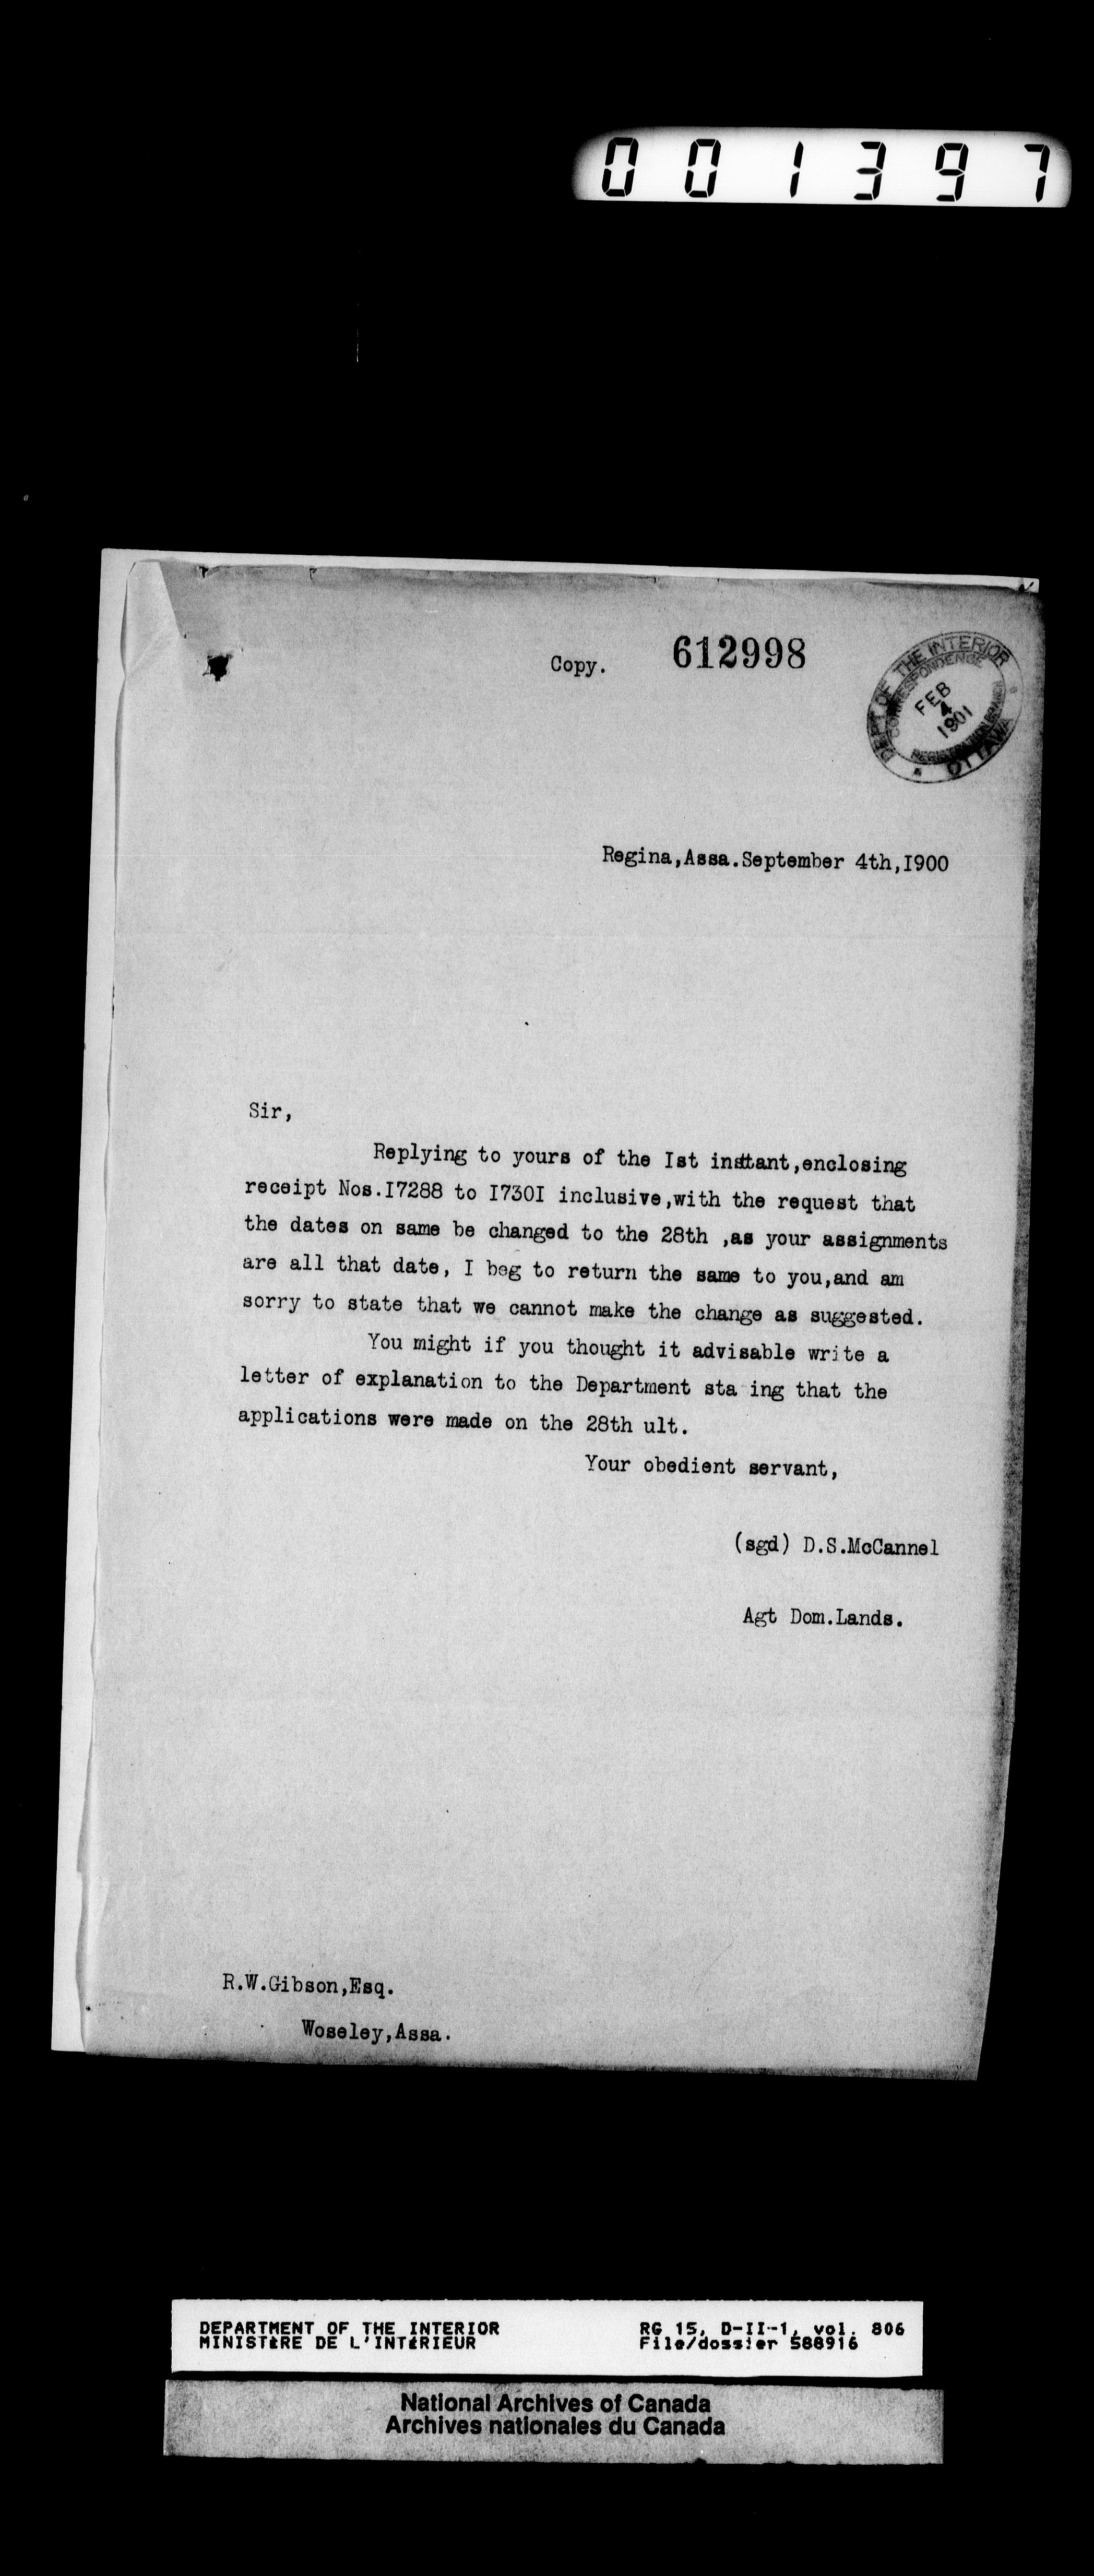 001397
Copy. 612998
DEPT OF THE INTERIOR
CORRESPONDENCE
FEB
4
1901
REGISTRATION BRANCH
OTTAWA
Regina,Assa.September 4th,I900
Sir,
Replying to yours of the Ist insttant,enclosing
receipt Nos.I7288 to I730I inclusive,with the request that
the dates on same be changed to the 28th ,as your assignments
are all that date, I beg to return the same to you,and am
sorry to state that we cannot make the change as suggested.
You might if you thought it advisable write a
letter of explanation to the Department sta ing that the
applications were made on the 28th ult.
Your obedient servant,
(sgd) D.S.McCannel
Agt Dom.Lands.
R.W.Gibson,Esq.
Woseley,Assa.
DEPARTMENT OF THE INTERIOR RG 15, D-II-1, vol. 806
MINISTèRE DE L'INTéRIEUR File/dossier 588916
National Archives of Canada
Archives nationales du Canada